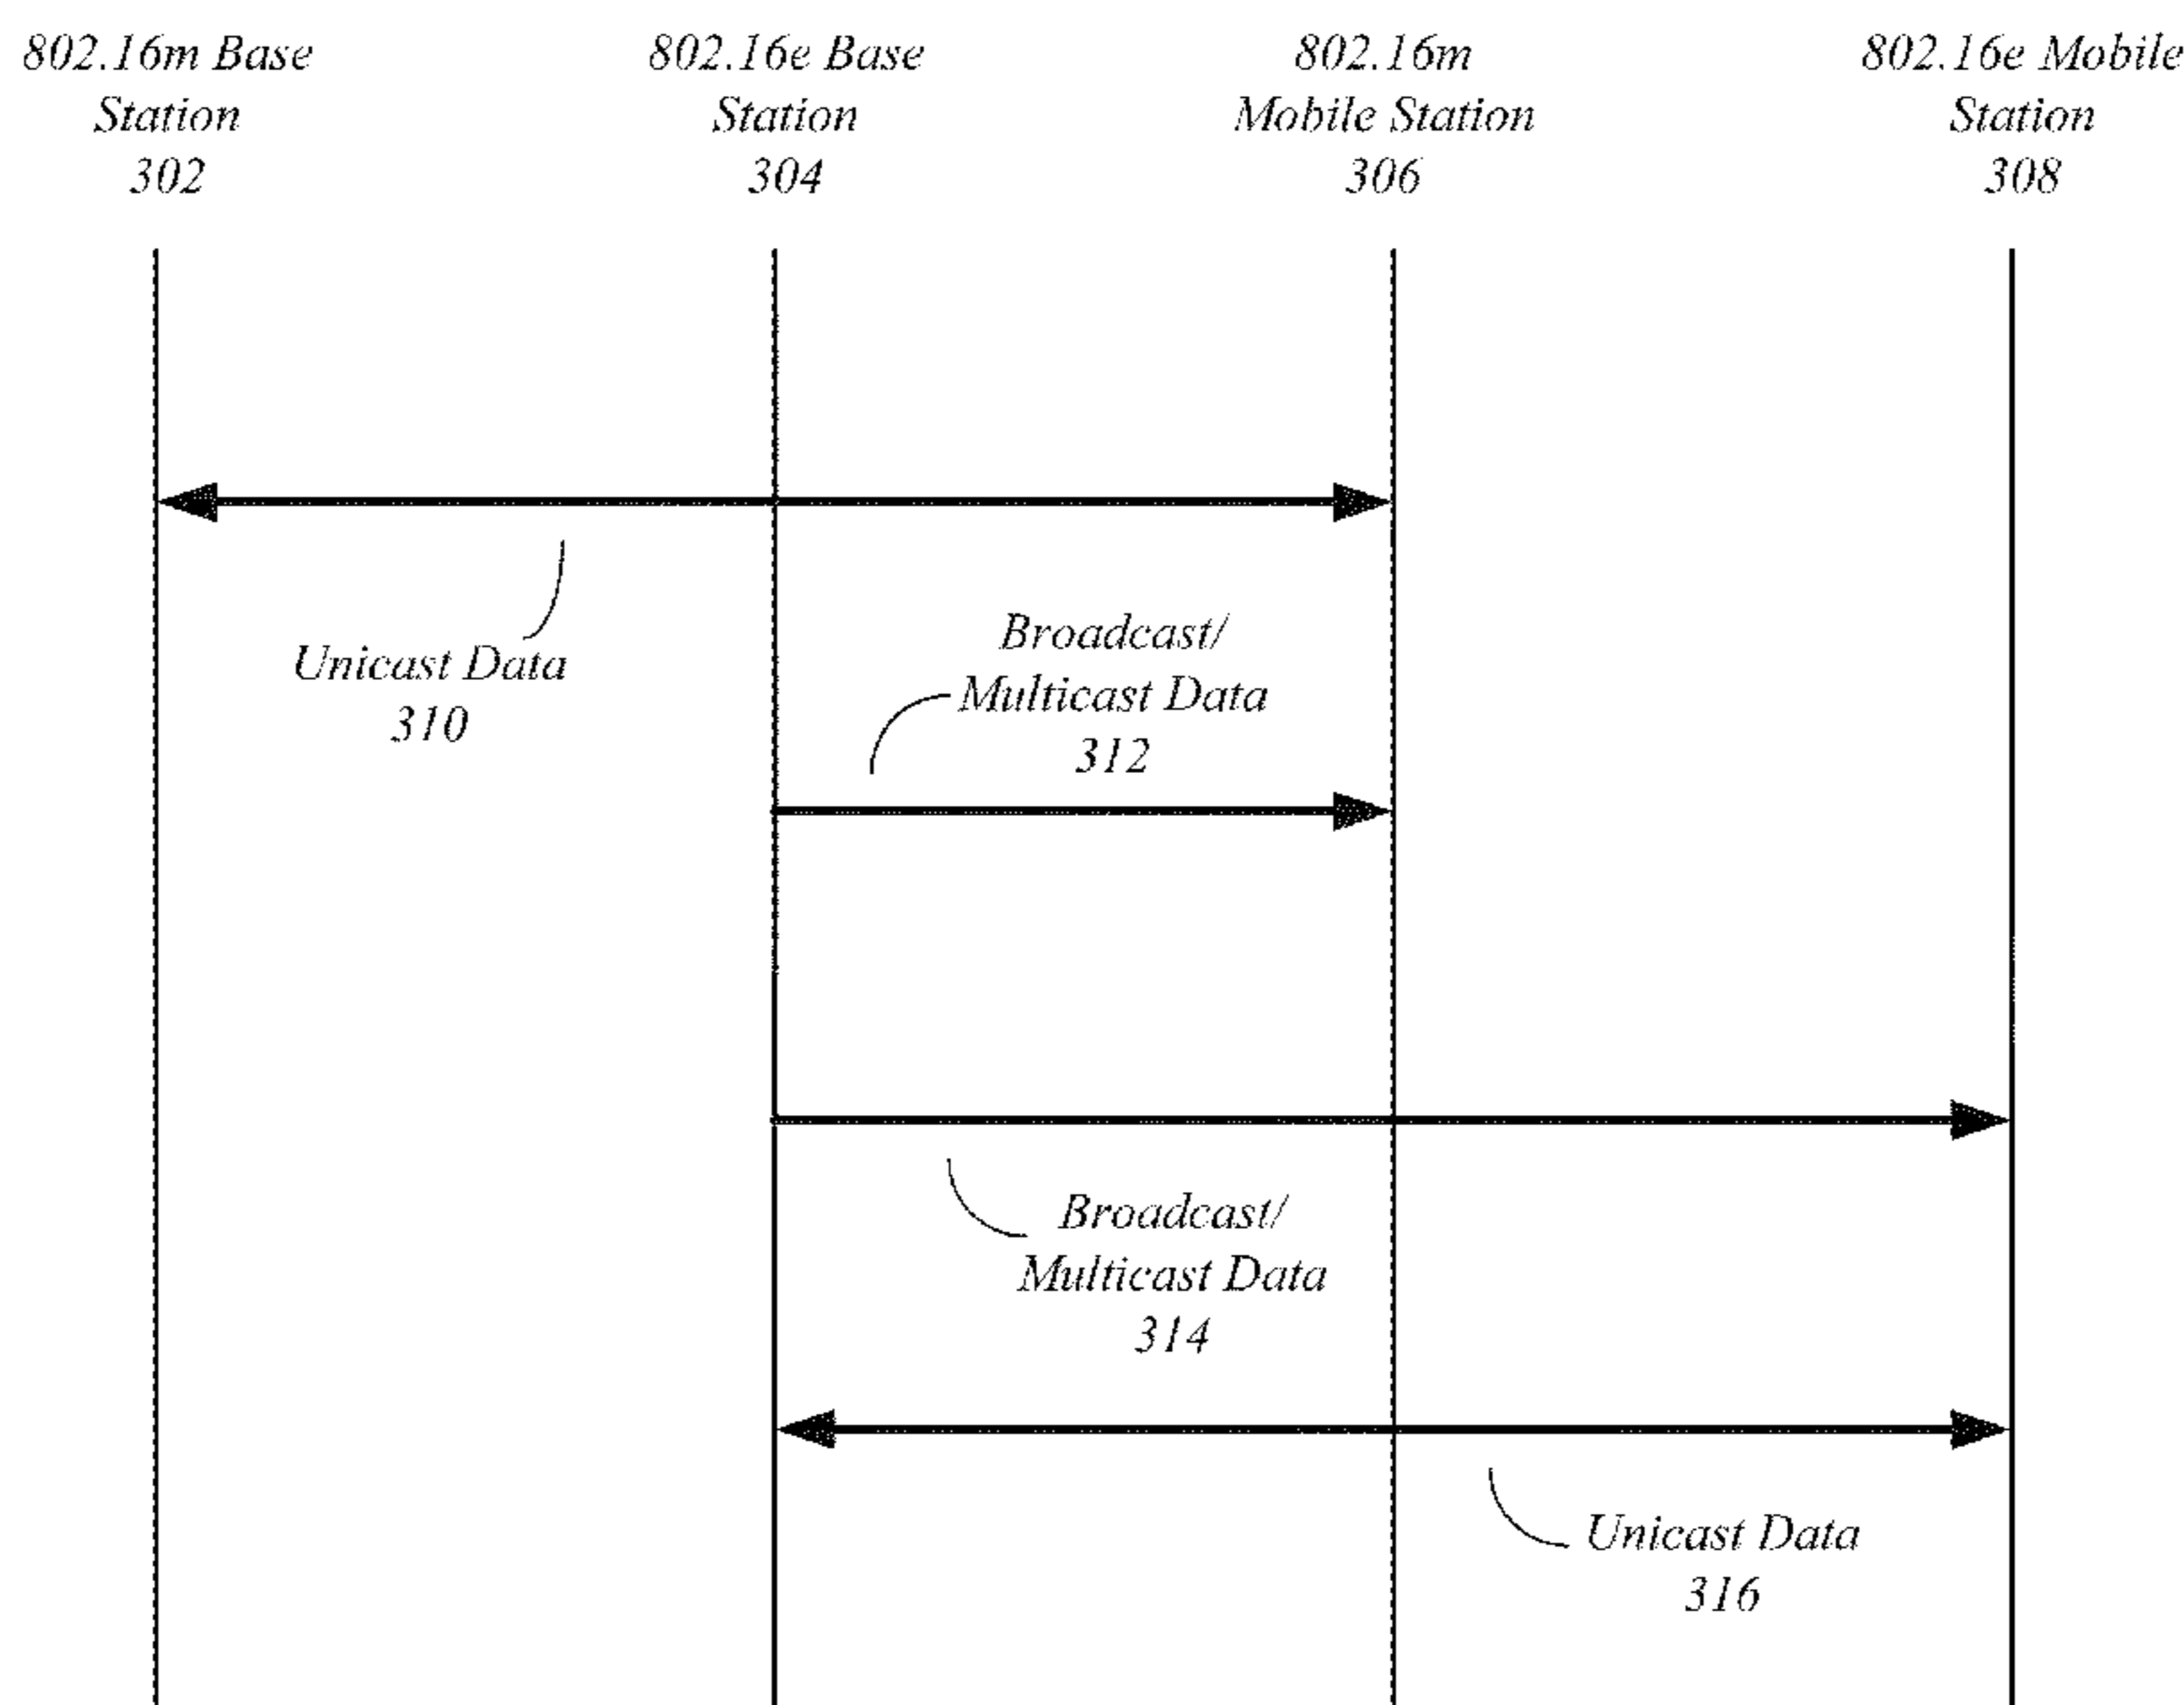 802.16m Base
Station
302
802.16e Base
Station
304
802.16m
Mobile Station
306
802.16e Mobile
Station
308
Unicast Data
310
Broadcast/
Multicast Data
312
Broadcast/
Multicast Data
314
Unicast Data
316